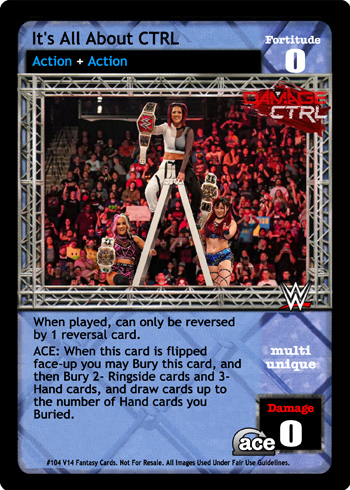 It's All About CTRL
Fortitude
0
Action + Action
DAMAGE
CTRL
W
When played, can only be reversed
by 1 reversal card.
ACE: When this card is flipped
face-up you may Bury this card, and
then Bury 2- Ringside cards and 3-
Hand cards, and draw cards up to
the number of Hand cards you
Buried.
multi
unique
Damage
0
ace
#104 V14 Fantasy Cards. Not For Resale. All Images Used Under Fair Use Guidelines.